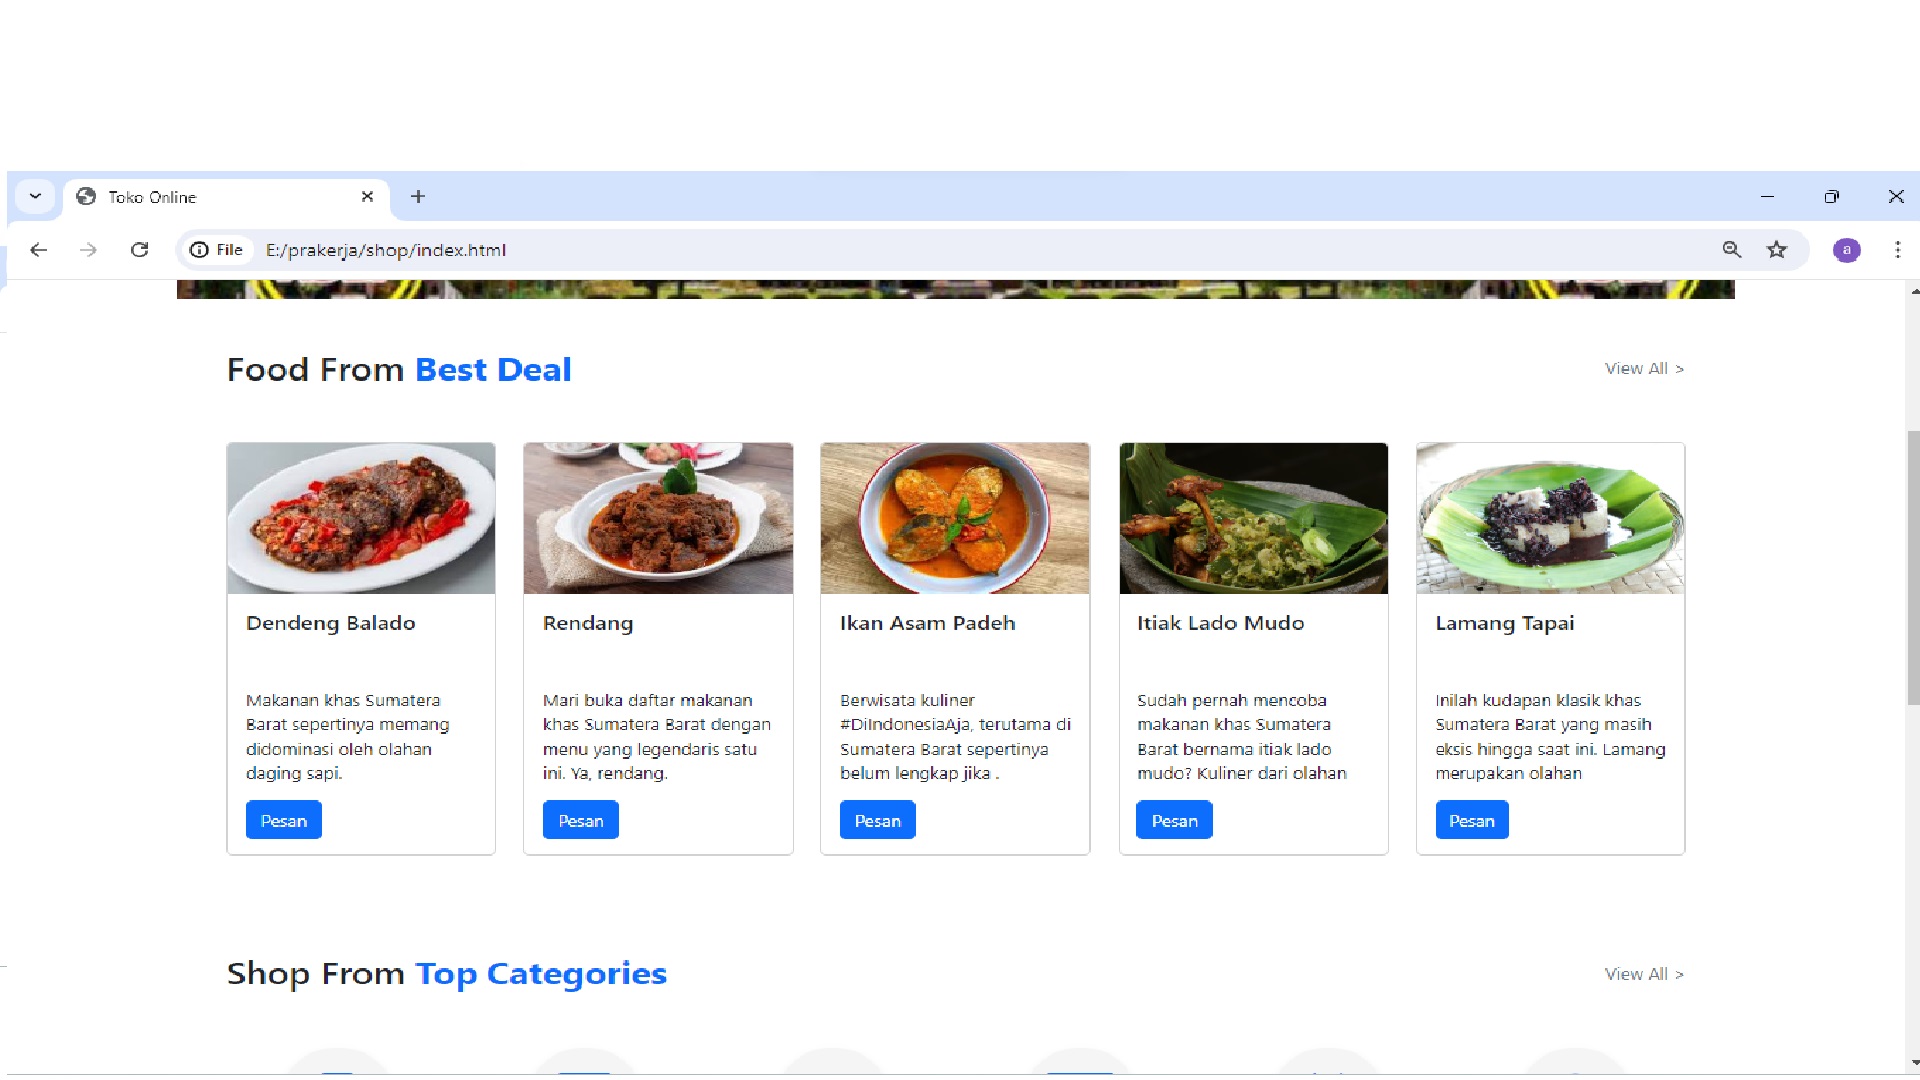 Toko Online
File E:/prakerja/shop/index.html
a
Food From Best Deal
View All >
Dendeng Balado
Makanan khas Sumatera
Barat sepertinya memang
didominasi oleh olahan
daging sapi.
Pesan
Rendang
Mari buka daftar makanan
khas Sumatera Barat dengan
menu yang legendaris satu
ini. Ya, rendang.
Pesan
Ikan Asam Padeh
Berwisata kuliner
#DiIndonesiaAja, terutama di
Sumatera Barat sepertinya
belum lengkap jika .
Pesan
Itiak Lado Mudo
Sudah pernah mencoba
makanan khas Sumatera
Barat bernama itiak lado
mudo? Kuliner dari olahan
Pesan
Lamang Tapai
Inilah kudapan klasik khas
Sumatera Barat yang masih
eksis hingga saat ini. Lamang
merupakan olahan
Pesan
Shop From Top Categories
View All >